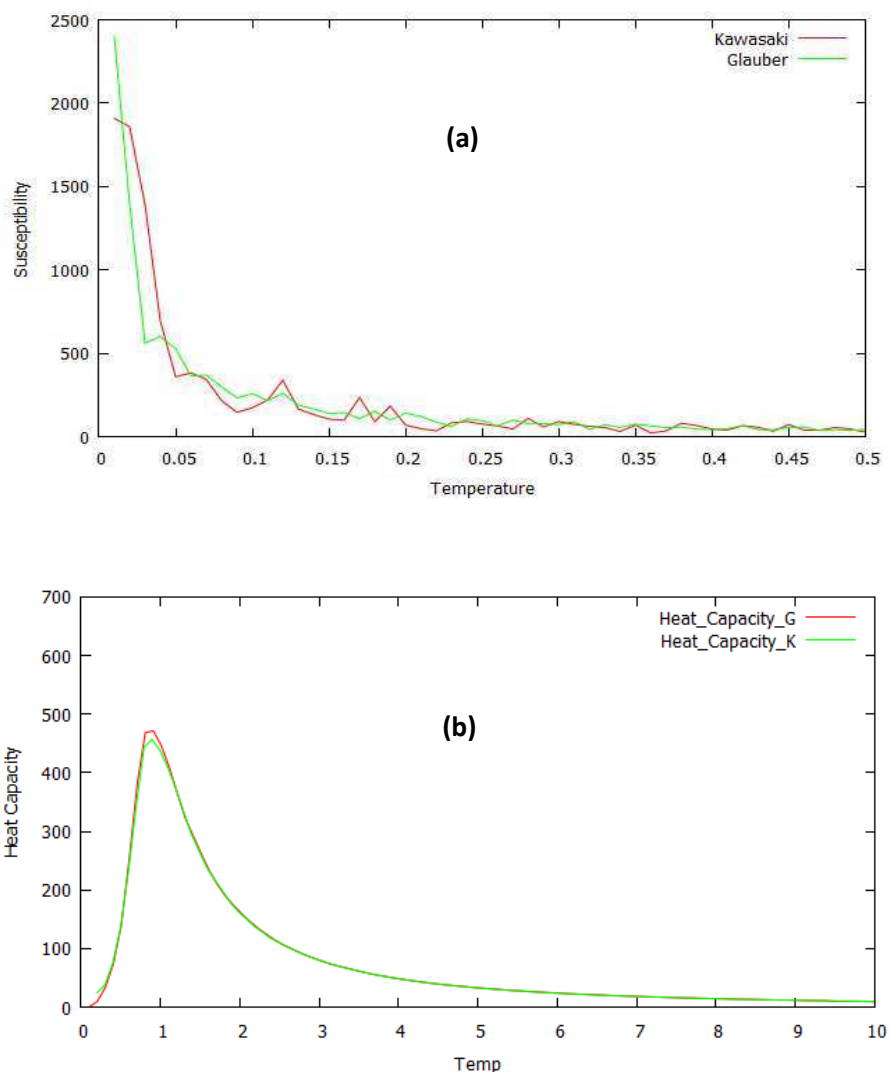 2500
2000
1500
1000
500
0
Susceptibility
Kawasaki
Glauber
(a)
0 0.05 0.1 0.15 0.2 0.25 0.3 0.35 0.4 0.45 0.5
Temperature
700
600
500
400
300
200
100
0
Heat Capacity
Heat_Capacity_G
Heat_Capacity_K
(b)
0 1 2 3 4 5 6 7 8 9 10
Temp